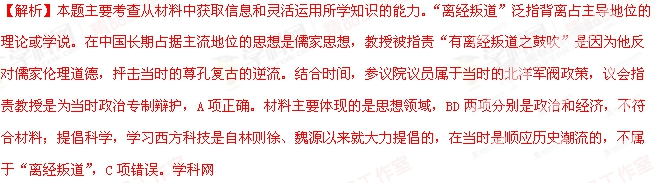 【解析】本题主要考查从材料中获取信息和灵活运用所学知识的能力。“离经叛道”泛指背离占主导地位的
理论或学说。在中国长期占据主流地位的思想是儒家思想，教授被指责“有离经叛道之鼓吹”是因为他反
对儒家伦理道德，抨击当时的尊孔复古的逆流。结合时间，参议院议员属于当时的北洋军阀政策，议会指
责教授是为当时政治专制辩护，A 项正确。材料主要体现的是思想领域，BD 两项分别是政治和经济，不符
合材料；提倡科学，学习西方科技是自林则徐、魏源以来就大力提倡的，在当时是顺应历史潮流的，不属
于“离经叛道”，C 项错误。学科网